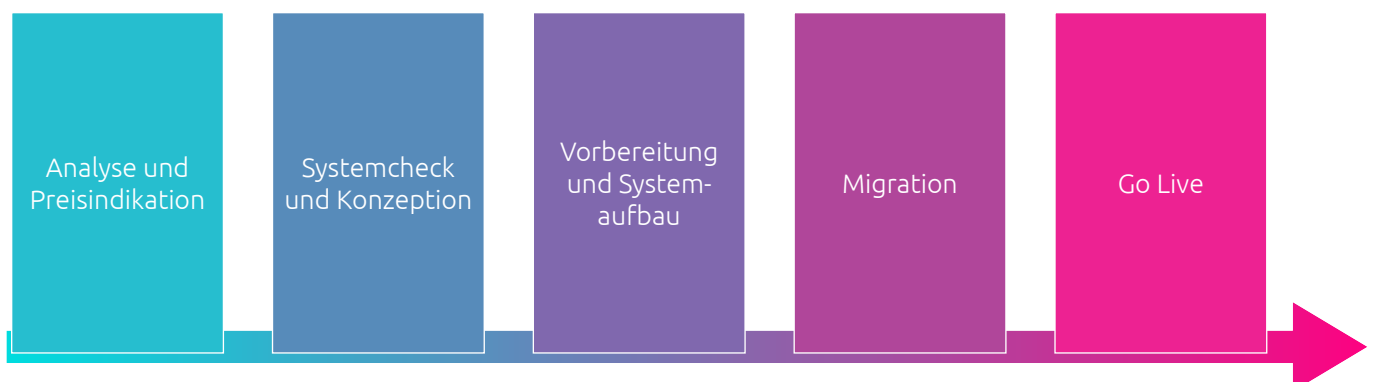 Analyse und
Preisindikation
Systemcheck
und Konzeption
Vorbereitung
und System-
aufbau
Migration
Go Live